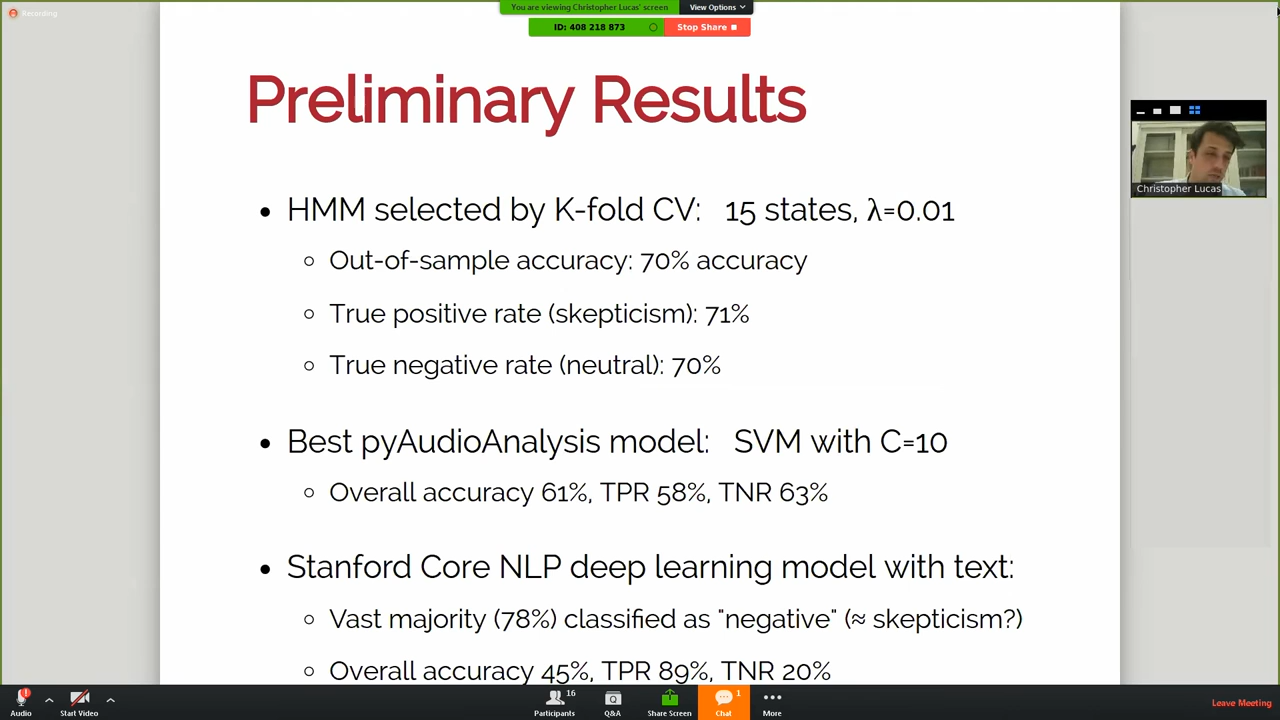 Recording
You are viewing Christopher Lucas' screen
View Options
ID: 408 218 873
Stop Share
Preliminary Results
• HMM selected by K-fold CV: 15 states, λ=0.01
○ Out-of-sample accuracy: 70% accuracy
○ True positive rate (skepticism): 71%
○ True negative rate (neutral): 70%
• Best pyAudioAnalysis model: SVM with C=10
○ Overall accuracy 61%, TPR 58%, TNR 63%
• Stanford Core NLP deep learning model with text:
○ Vast majority (78%) classified as "negative" (≈ skepticism?)
○ Overall accuracy 45%, TPR 89%, TNR 20%
Christopher Lucas
Audio
Start Video
16
Participants
Q&A
Share Screen
1
Chat
More
Leave Meeting